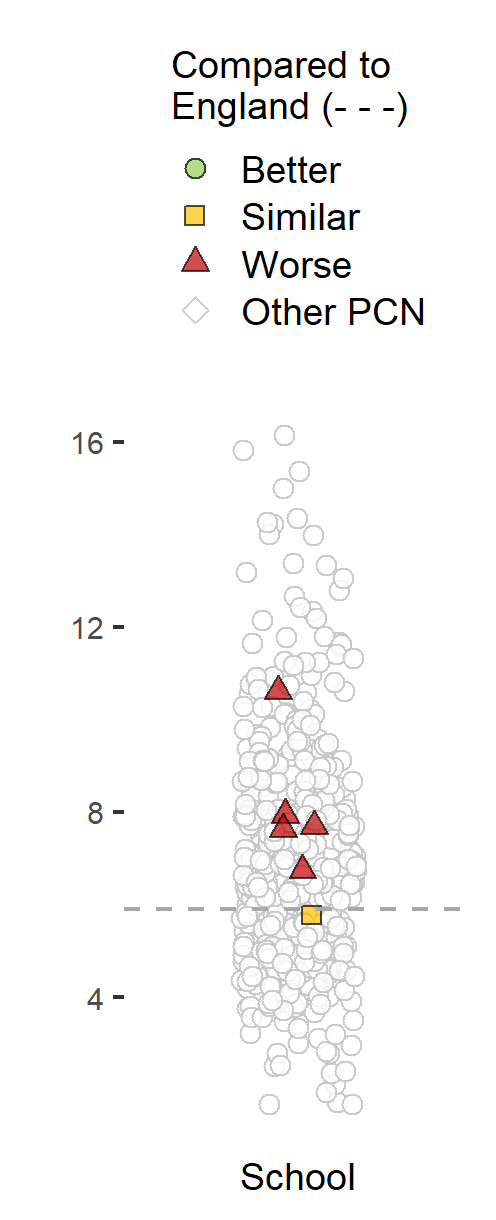 Compared to
England (- - -)
Better
Similar
Worse
Other PCN
16
12
8
4
School